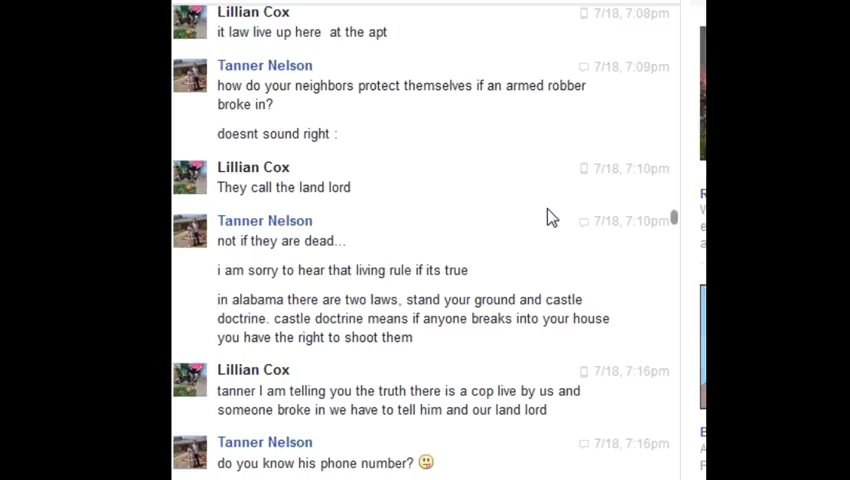 Lillian Cox 7/18, 7:08pm
it law live up here at the apt
Tanner Nelson 7/18, 7:09pm
how do your neighbors protect themselves if an armed robber
broke in?
doesnt sound right :
Lillian Cox 7/18, 7:10pm
They call the land lord
Tanner Nelson 7/18, 7:10pm
not if they are dead...
i am sorry to hear that living rule if its true
in alabama there are two laws, stand your ground and castle
doctrine. castle doctrine means if anyone breaks into your house
you have the right to shoot them
Lillian Cox 7/18, 7:16pm
tanner I am telling you the truth there is a cop live by us and
someone broke in we have to tell him and our land lord
Tanner Nelson 7/18, 7:16pm
do you know his phone number?